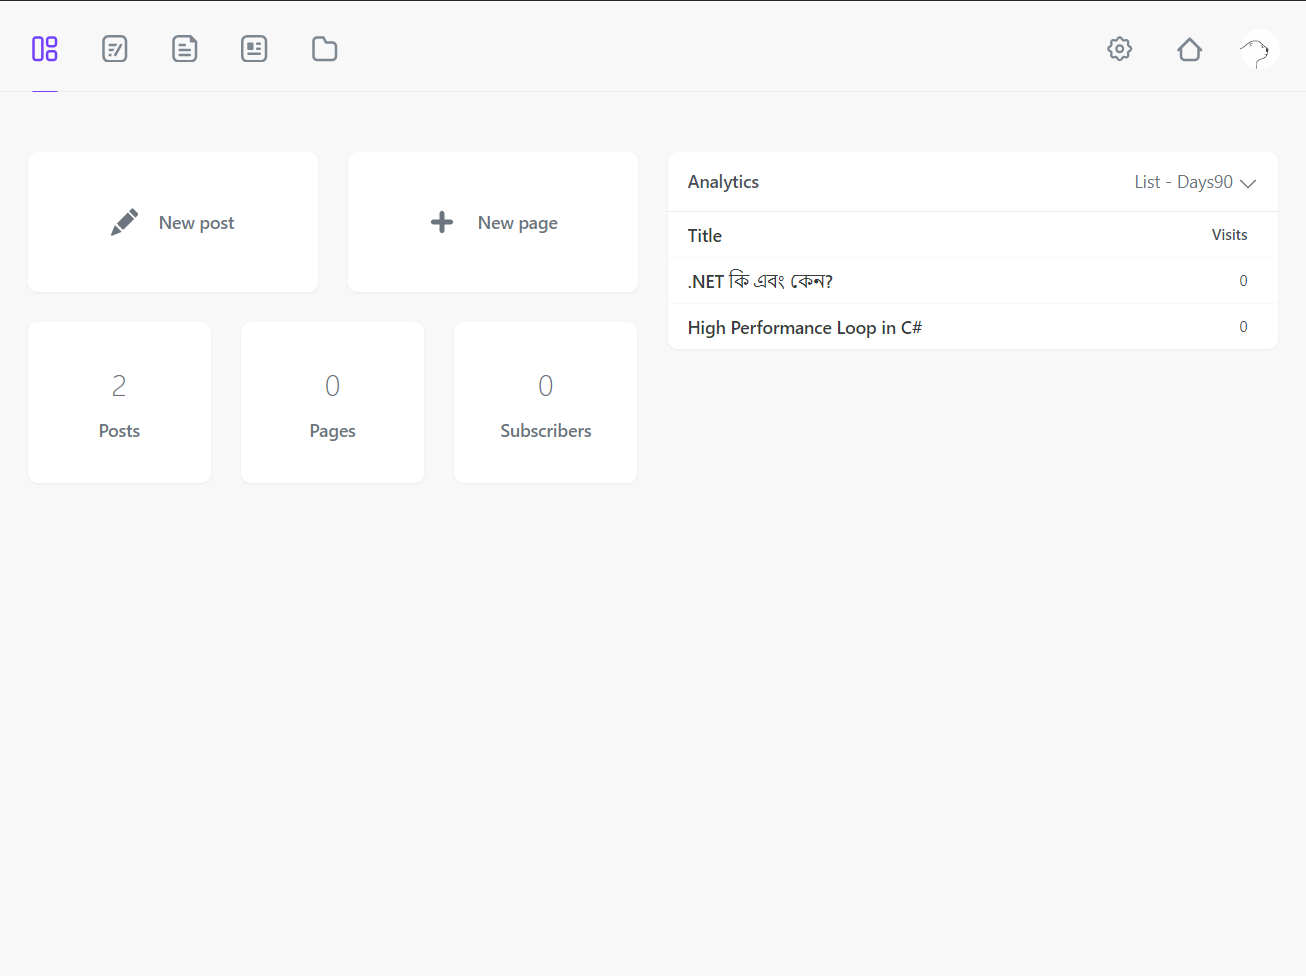 New post
New page
2
Posts
0
Pages
0
Subscribers
Analytics List - Days90
Title Visits
.NET কি এবং কেন? 0
High Performance Loop in C# 0